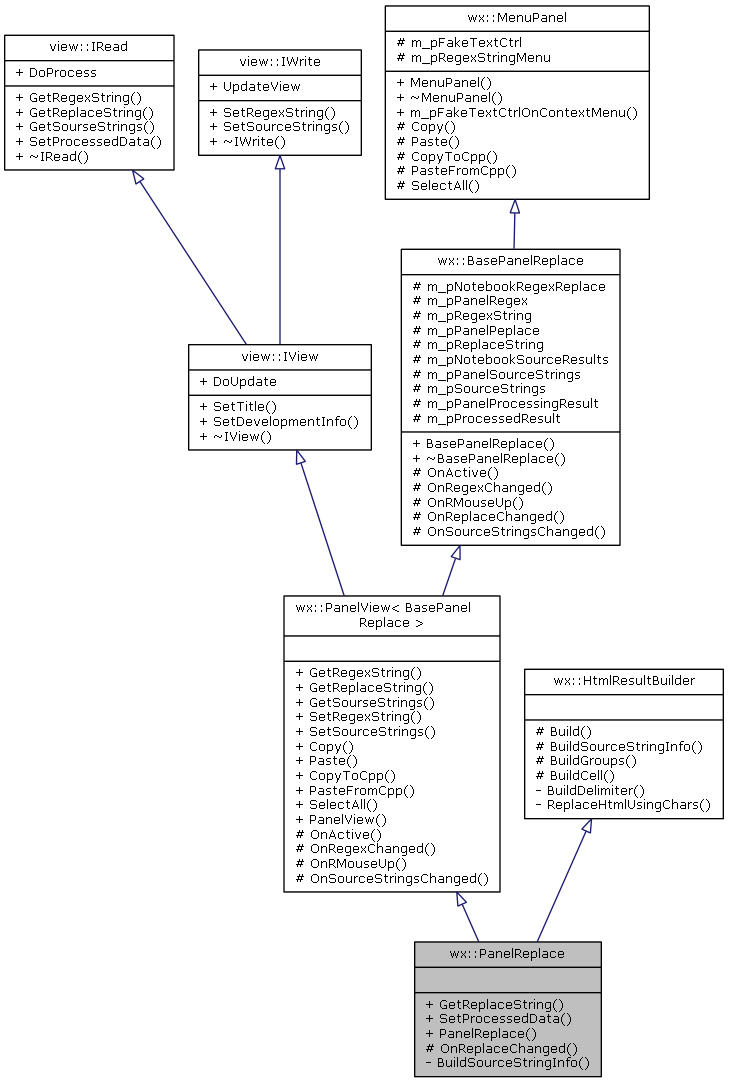 view::IRead
+ DoProcess
+ GetRegexString()
+ GetReplaceString()
+ GetSourseStrings()
+ SetProcessedData()
+ ~IRead()
view::IWrite
+ UpdateView
+ SetRegexString()
+ SetSourceStrings()
+ ~IWrite()
wx::MenuPanel
# m_pFakeTextCtrl
# m_pRegexStringMenu
+ MenuPanel()
+ ~MenuPanel()
+ m_pFakeTextCtrlOnContextMenu()
# Copy()
# Paste()
# CopyToCpp()
# PasteFromCpp()
# SelectAll()
view::IView
+ DoUpdate
+ SetTitle()
+ SetDevelopmentInfo()
+ ~IView()
wx::BasePanelReplace
# m_pNotebookRegexReplace
# m_pPanelRegex
# m_pRegexString
# m_pPanelPeplace
# m_pReplaceString
# m_pNotebookSourceResults
# m_pPanelSourceStrings
# m_pSourceStrings
# m_pPanelProcessingResult
# m_pProcessedResult
+ BasePanelReplace()
+ ~BasePanelReplace()
# OnActive()
# OnRegexChanged()
# OnRMouseUp()
# OnReplaceChanged()
# OnSourceStringsChanged()
wx::PanelView< BasePanel
Replace >
+ GetRegexString()
+ GetReplaceString()
+ GetSourseStrings()
+ SetRegexString()
+ SetSourceStrings()
+ Copy()
+ Paste()
+ CopyToCpp()
+ PasteFromCpp()
+ SelectAll()
+ PanelView()
# OnActive()
# OnRegexChanged()
# OnRMouseUp()
# OnSourceStringsChanged()
wx::HtmlResultBuilder
# Build()
# BuildSourceStringInfo()
# BuildGroups()
# BuildCell()
- BuildDelimiter()
- ReplaceHtmlUsingChars()
wx::PanelReplace
+ GetReplaceString()
+ SetProcessedData()
+ PanelReplace()
# OnReplaceChanged()
- BuildSourceStringInfo()